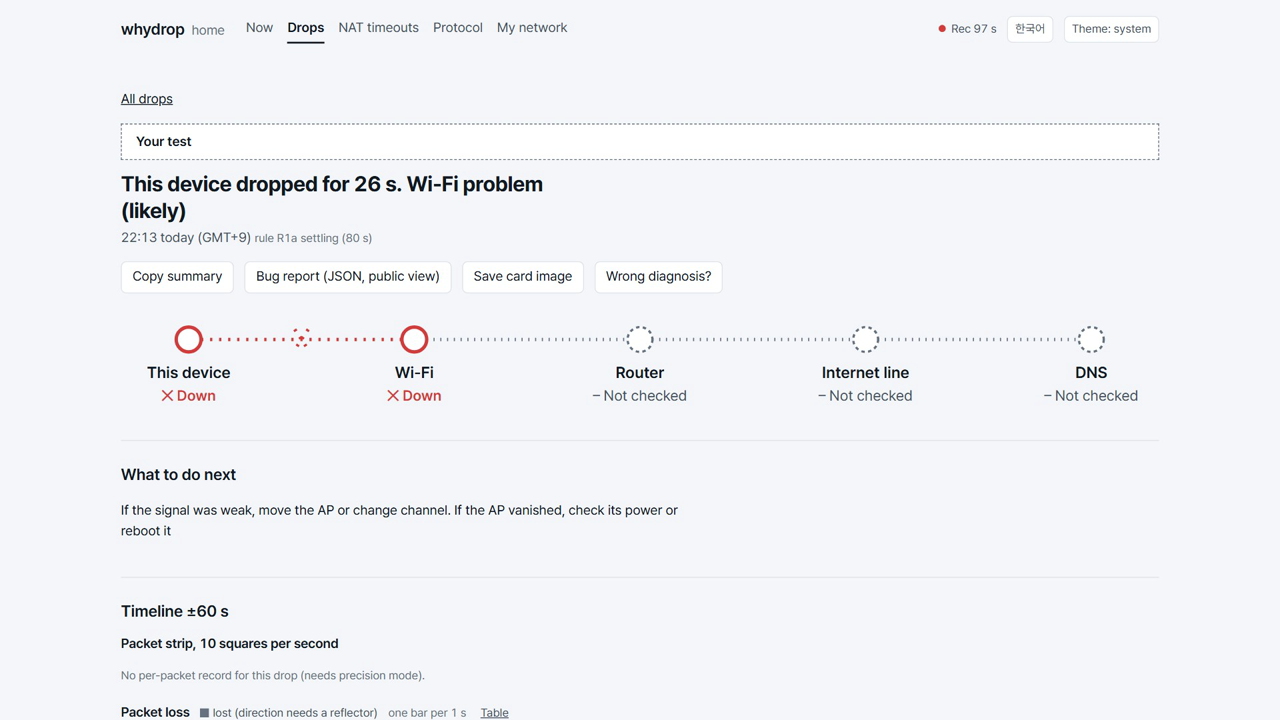 whydrop home Now Drops NAT timeouts Protocol My network Rec 97 s 한국어 Theme: system
All drops
Your test
This device dropped for 26 s. Wi-Fi problem
(likely)
22:13 today (GMT+9) rule R1a settling (80 s)
Copy summary Bug report (JSON, public view) Save card image Wrong diagnosis?
This device Wi-Fi Router Internet line DNS
Down Down – Not checked – Not checked – Not checked
What to do next
If the signal was weak, move the AP or change channel. If the AP vanished, check its power or
reboot it
Timeline ±60 s
Packet strip, 10 squares per second
No per-packet record for this drop (needs precision mode).
Packet loss lost (direction needs a reflector) one bar per 1 s Table